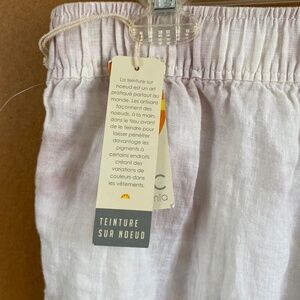 La teinture sur
noeud est un art
pratiqué partout au
monde. Les artisans
façonnent des
noeuds, à la main,
dans le tissu avant
de le teindre pour
laisser pénétrer
davantage les
pigments à
certains endroits
créant des
variations de
couleurs dans
les vêtements.
C
nia
TEINTURE
SUR NOEUD